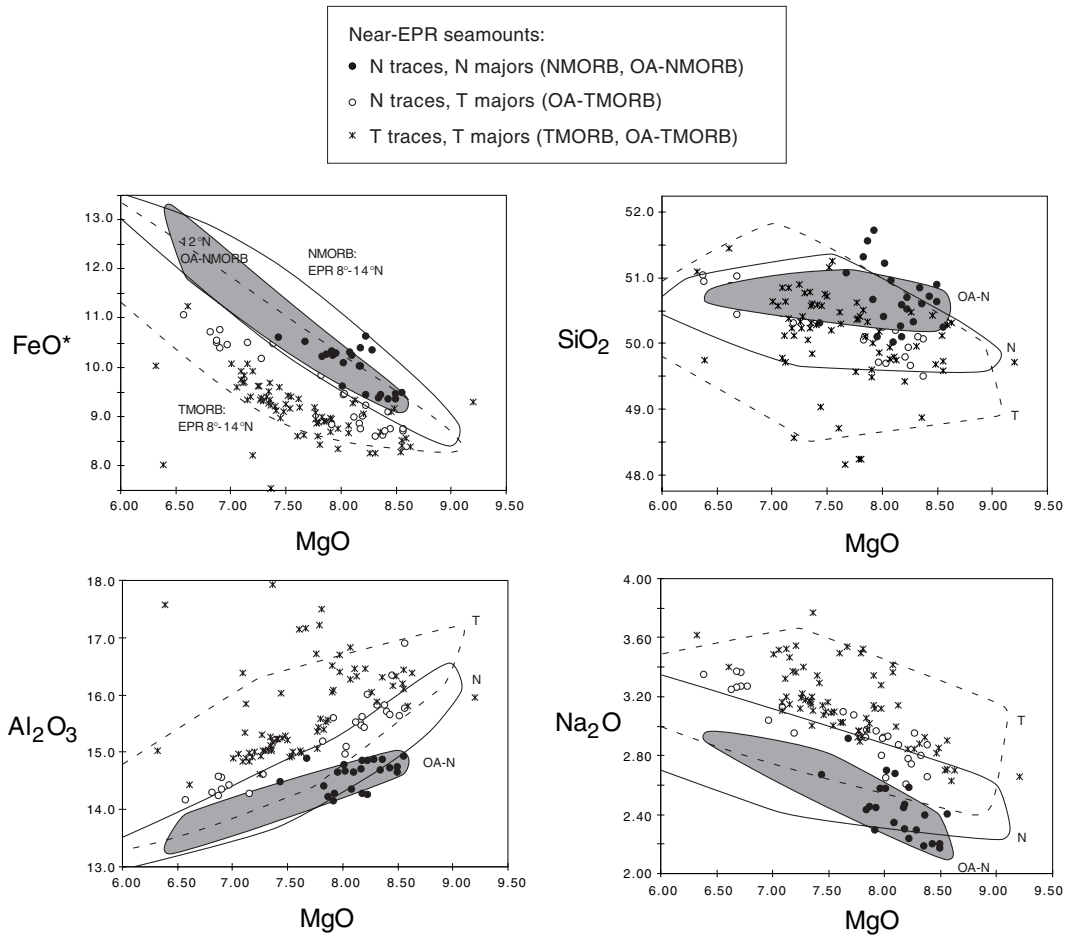 Near-EPR seamounts:
N traces, N majors (NMORB, OA-NMORB)
N traces, T majors (OA-TMORB)
T traces, T majors (TMORB, OA-TMORB)
FeO*
13.0
12.0
11.0
10.0
9.0
8.0
12°N
OA-NMORB
NMORB:
EPR 8°-14°N
TMORB:
EPR 8°-14°N
6.00 6.50 7.00 7.50 8.00 8.50 9.00 9.50
MgO
SiO2
52.0
51.0
50.0
49.0
48.0
OA-N
N
T
6.00 6.50 7.00 7.50 8.00 8.50 9.00 9.50
MgO
Al2O3
18.0
17.0
16.0
15.0
14.0
13.0
T
N
OA-N
6.00 6.50 7.00 7.50 8.00 8.50 9.00 9.50
MgO
Na2O
4.00
3.60
3.20
2.80
2.40
2.00
T
N
OA-N
6.00 6.50 7.00 7.50 8.00 8.50 9.00 9.50
MgO